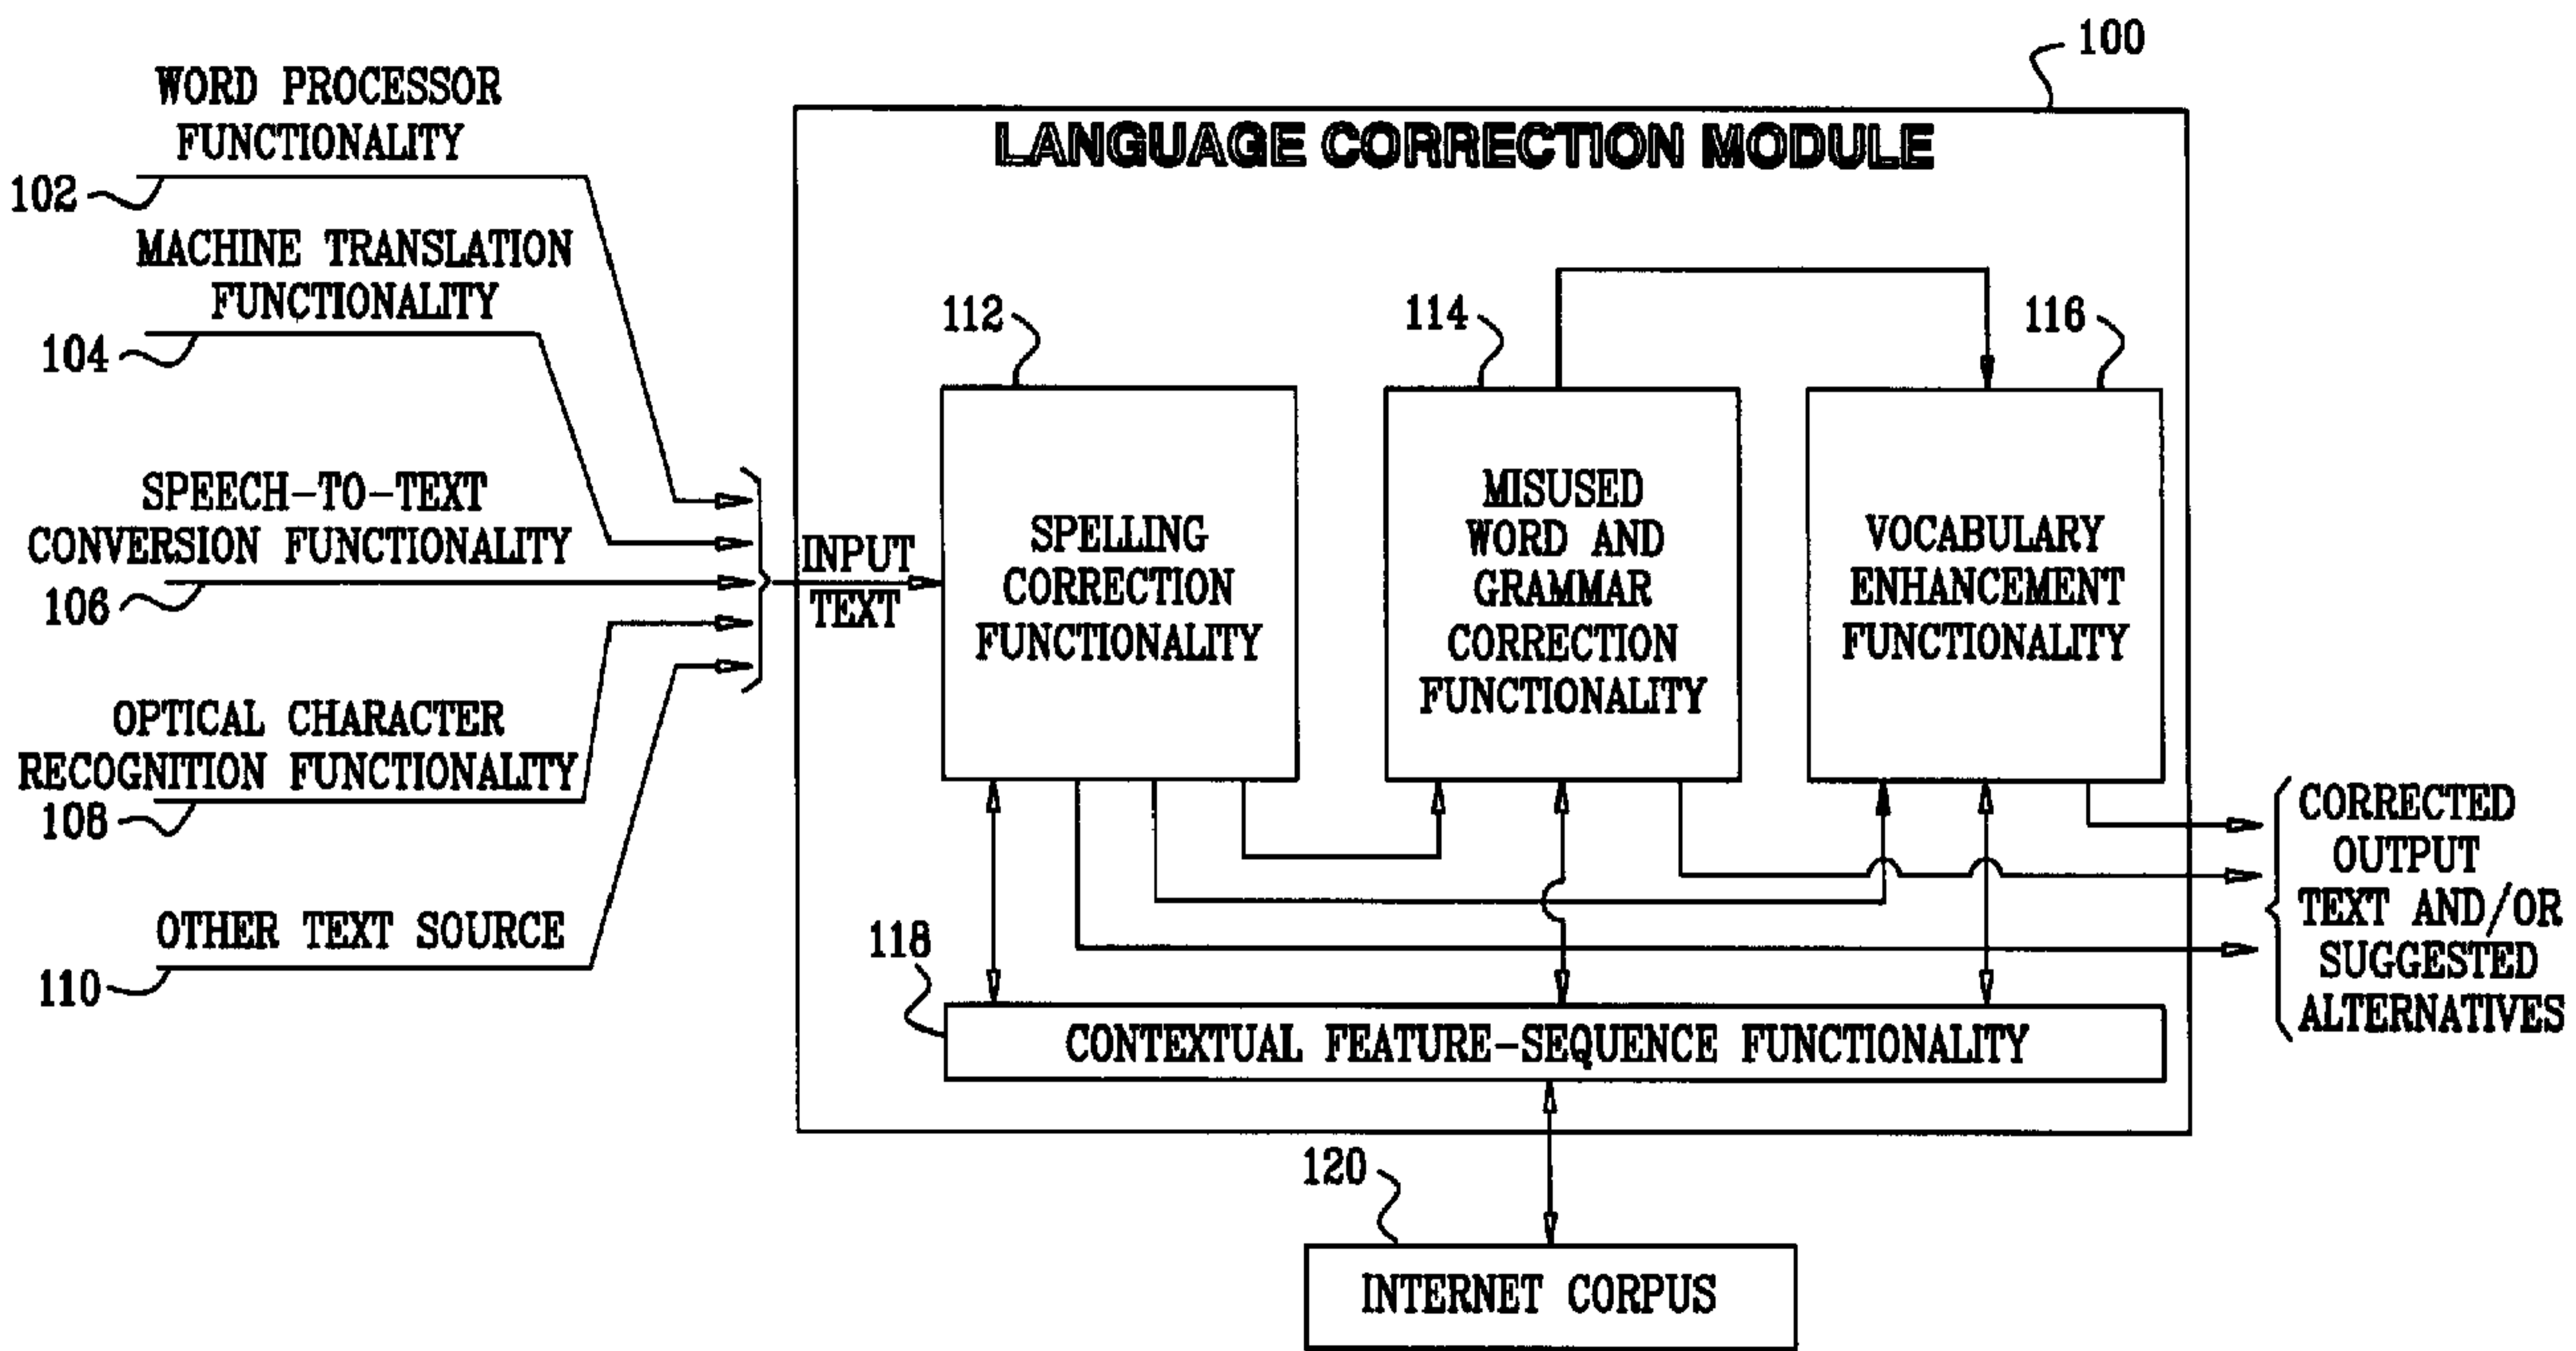 100
WORD PROCESSOR
FUNCTIONALITY
102
MACHINE TRANSLATION
FUNCTIONALITY
104
SPEECH-TO-TEXT
CONVERSION FUNCTIONALITY
106
OPTICAL CHARACTER
RECOGNITION FUNCTIONALITY
108
OTHER TEXT SOURCE
110
LANGUAGE CORRECTION MODULE
INPUT
TEXT
112
SPELLING
CORRECTION
FUNCTIONALITY
114
MISUSED
WORD AND
GRAMMAR
CORRECTION
FUNCTIONALITY
116
VOCABULARY
ENHANCEMENT
FUNCTIONALITY
118
CONTEXTUAL FEATURE-SEQUENCE FUNCTIONALITY
120
INTERNET CORPUS
CORRECTED
OUTPUT
TEXT AND/OR
SUGGESTED
ALTERNATIVES